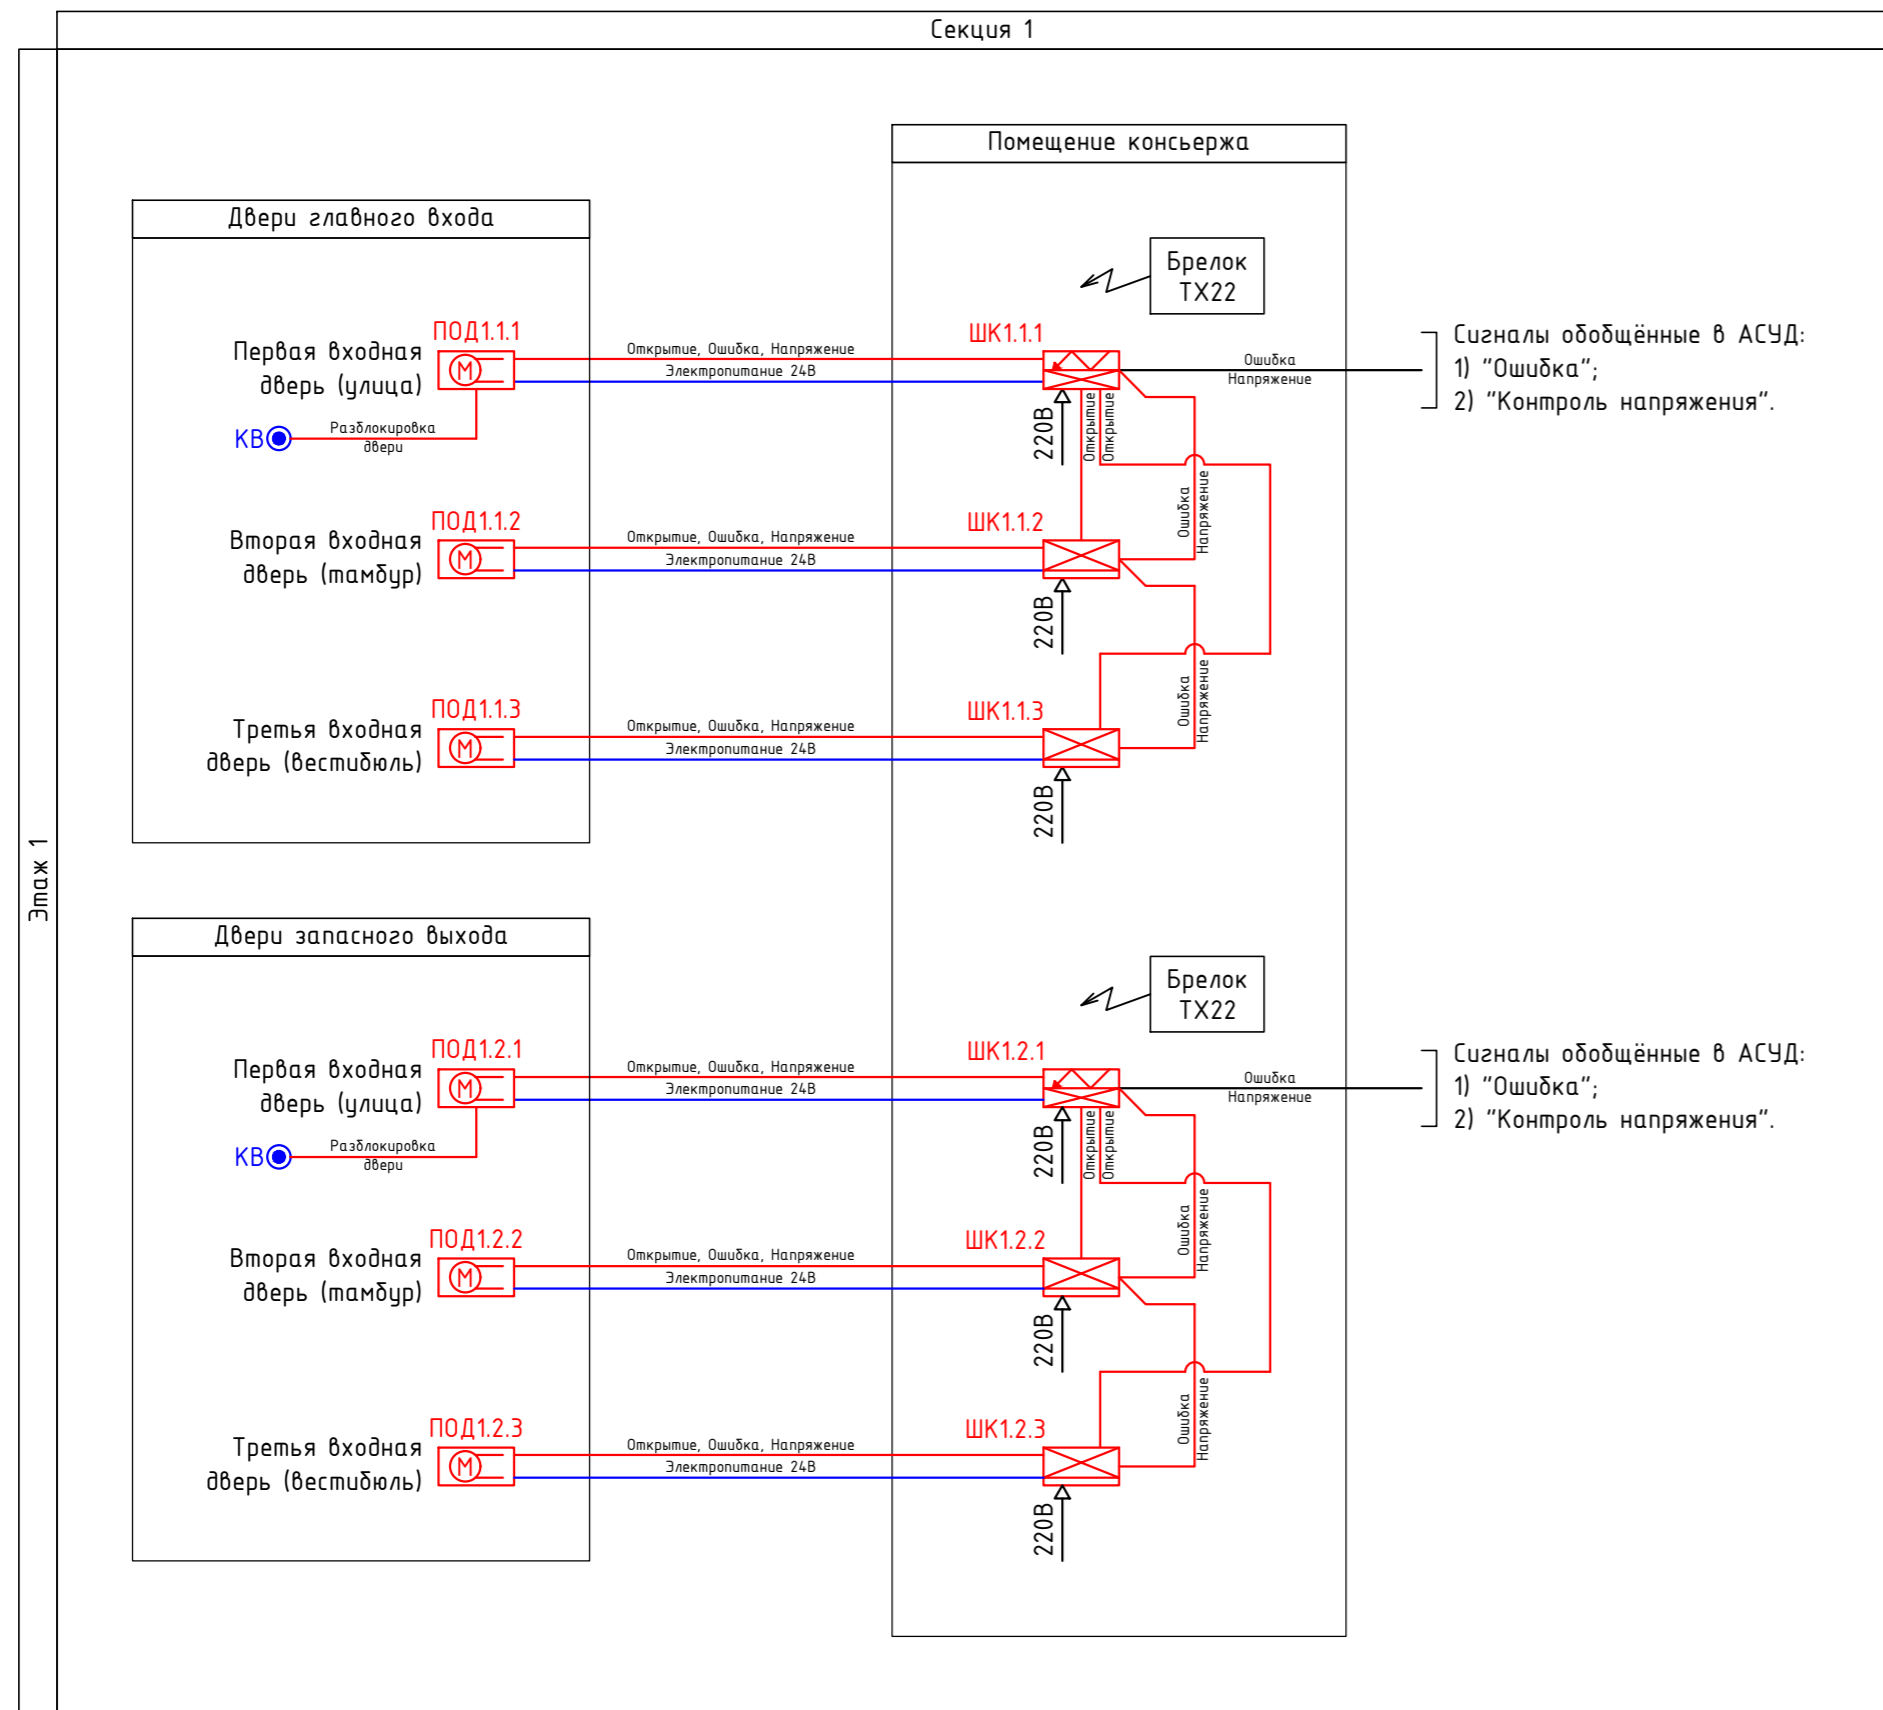 Секция 1
Этаж 1
Помещение консьержа
Двери главного входа
Брелок
TX22
Первая входная
дверь (улица)
ПОД1.1.1
Открытие, Ошибка, Напряжение
Электропитание 24В
ШК1.1.1
Ошибка
Напряжение
Сигналы обобщённые в АСУД:
1) "Ошибка";
2) "Контроль напряжения".
КВ
Разблокировка
двери
220В
Открытие
Открытие
Ошибка
Напряжение
Вторая входная
дверь (тамбур)
ПОД1.1.2
Открытие, Ошибка, Напряжение
Электропитание 24В
ШК1.1.2
220В
Ошибка
Напряжение
Третья входная
дверь (вестибюль)
ПОД1.1.3
Открытие, Ошибка, Напряжение
Электропитание 24В
ШК1.1.3
220В
Двери запасного выхода
Брелок
TX22
Первая входная
дверь (улица)
ПОД1.2.1
Открытие, Ошибка, Напряжение
Электропитание 24В
ШК1.2.1
Ошибка
Напряжение
Сигналы обобщённые в АСУД:
1) "Ошибка";
2) "Контроль напряжения".
КВ
Разблокировка
двери
220В
Открытие
Открытие
Ошибка
Напряжение
Вторая входная
дверь (тамбур)
ПОД1.2.2
Открытие, Ошибка, Напряжение
Электропитание 24В
ШК1.2.2
220В
Ошибка
Напряжение
Третья входная
дверь (вестибюль)
ПОД1.2.3
Открытие, Ошибка, Напряжение
Электропитание 24В
ШК1.2.3
220В
М
М
М
М
М
М